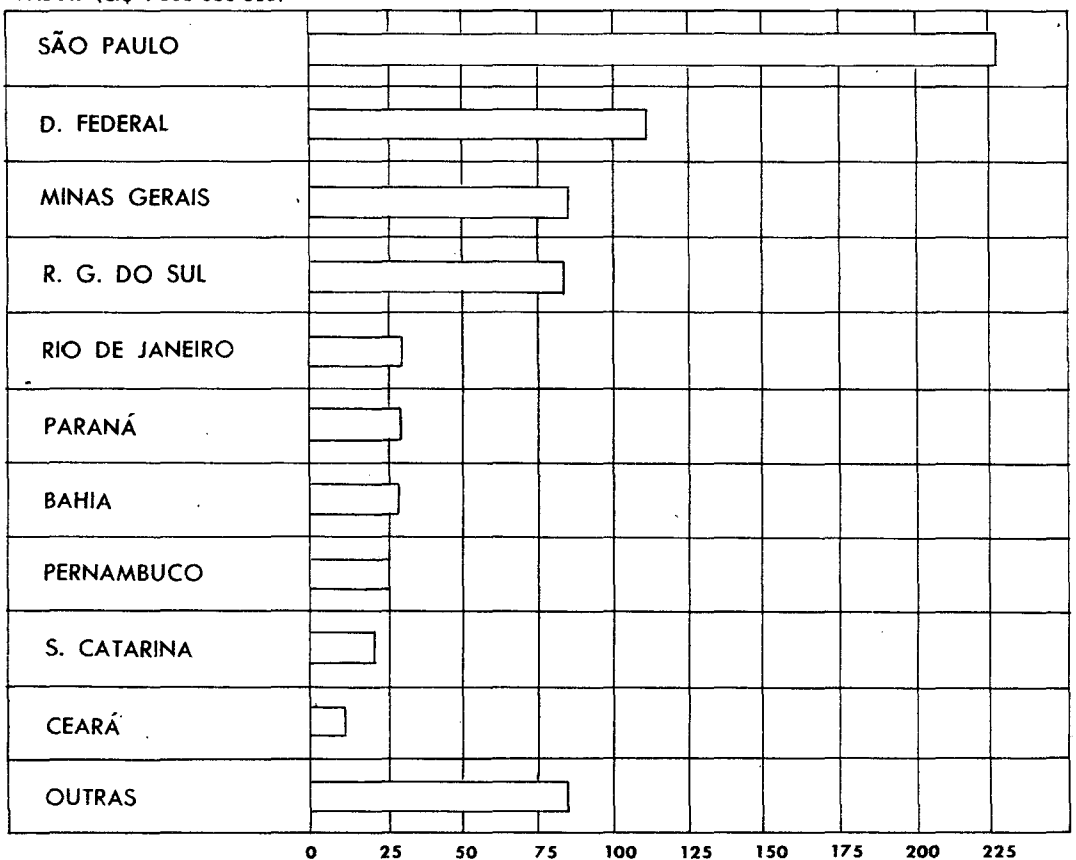 SÃO PAULO
D. FEDERAL
MINAS GERAIS
R. G. DO SUL
RIO DE JANEIRO
PARANÁ
BAHIA
PERNAMBUCO
S. CATARINA
CEARÁ
OUTRAS
0 25 50 75 100 125 150 175 200 225